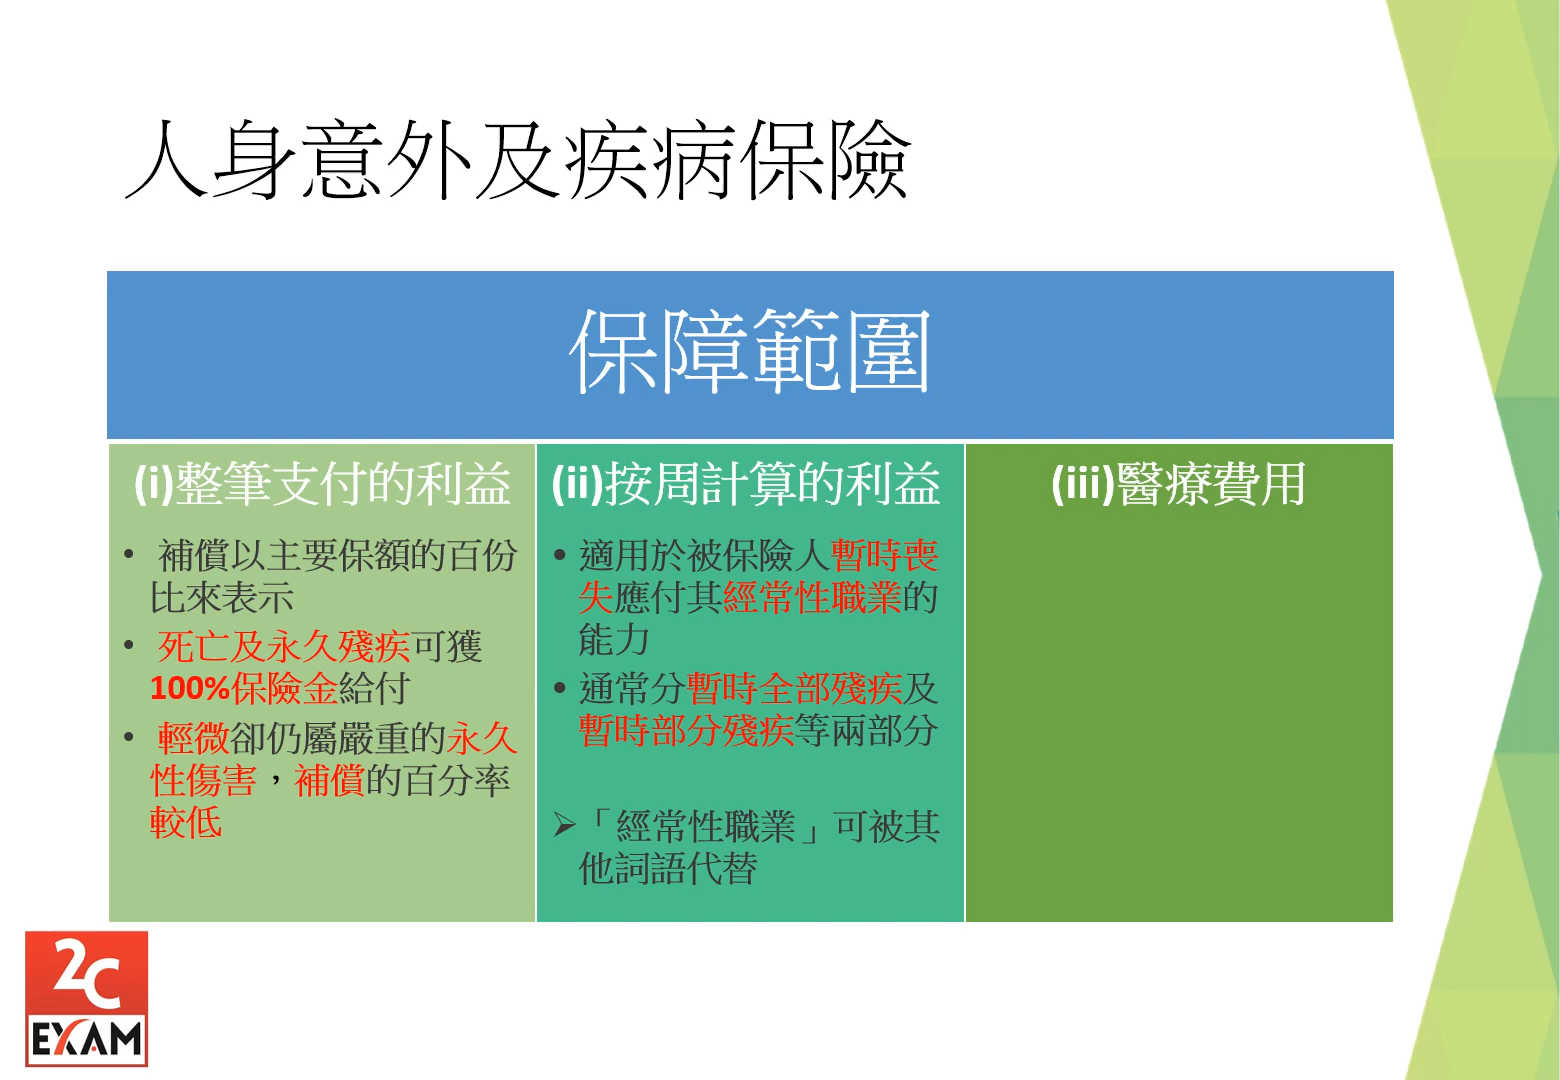 人身意外及疾病保險
保障範圍
(i)整筆支付的利益
• 補償以主要保額的百份
比來表示
• 死亡及永久殘疾可獲
100%保險金給付
• 輕微卻仍屬嚴重的永久
性傷害，補償的百分率
較低
(ii)按周計算的利益
• 適用於被保險人暫時喪
失應付其經常性職業的
能力
• 通常分暫時全部殘疾及
暫時部分殘疾等兩部分
➢「經常性職業」可被其
他詞語代替
(iii)醫療費用
2C
EXAM